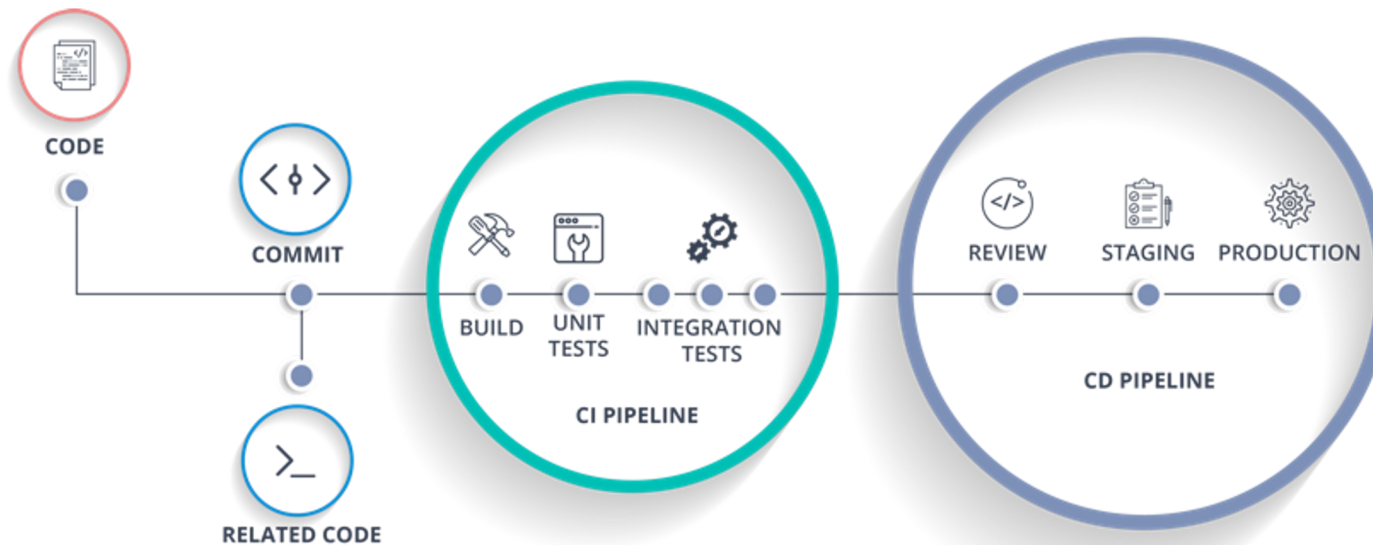 CODE
COMMIT
RELATED CODE
BUILD
UNIT
TESTS
INTEGRATION
TESTS
CI PIPELINE
REVIEW
STAGING
PRODUCTION
CD PIPELINE